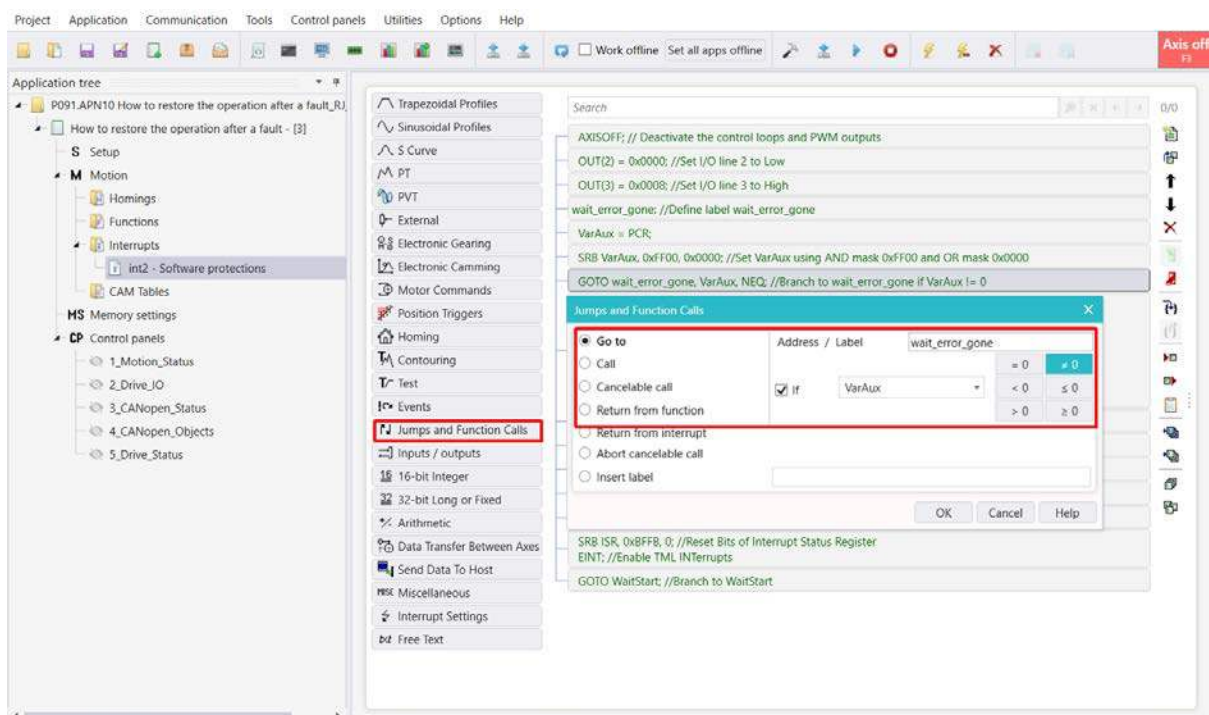 Project Application Communication Tools Control panels Utilities Options Help
Work offline Set all apps offline
Axis off
F3
Application tree
P091.APN10 How to restore the operation after a fault_RJ
How to restore the operation after a fault - [3]
S Setup
M Motion
Homings
Functions
Interrupts
int2 - Software protections
CAM Tables
MS Memory settings
CP Control panels
1_Motion_Status
2_Drive_IO
3_CANopen_Status
4_CANopen_Objects
5_Drive_Status
Trapezoidal Profiles
Sinusoidal Profiles
S Curve
PT
PVT
External
Electronic Gearing
Electronic Camming
Motor Commands
Position Triggers
Homing
Contouring
Test
Events
Jumps and Function Calls
Inputs / outputs
16 16-bit Integer
32 32-bit Long or Fixed
Arithmetic
Data Transfer Between Axes
Send Data To Host
MISC Miscellaneous
Interrupt Settings
txt Free Text
Search
0/0
AXISOFF; // Deactivate the control loops and PWM outputs
OUT(2) = 0x0000; //Set I/O line 2 to Low
OUT(3) = 0x0008; //Set I/O line 3 to High
wait_error_gone: //Define label wait_error_gone
VarAux = PCR;
SRB VarAux, 0xFF00, 0x0000; //Set VarAux using AND mask 0xFF00 and OR mask 0x0000
GOTO wait_error_gone, VarAux, NEQ; //Branch to wait_error_gone if VarAux != 0
Jumps and Function Calls
Go to
Call
Cancelable call
Return from function
Return from interrupt
Abort cancelable call
Insert label
Address / Label wait_error_gone
If VarAux
= 0 ≠ 0
< 0 ≤ 0
> 0 ≥ 0
OK Cancel Help
SRB ISR, 0xBFFB, 0; //Reset Bits of Interrupt Status Register
EINT; //Enable TML INTerrupts
GOTO WaitStart; //Branch to WaitStart